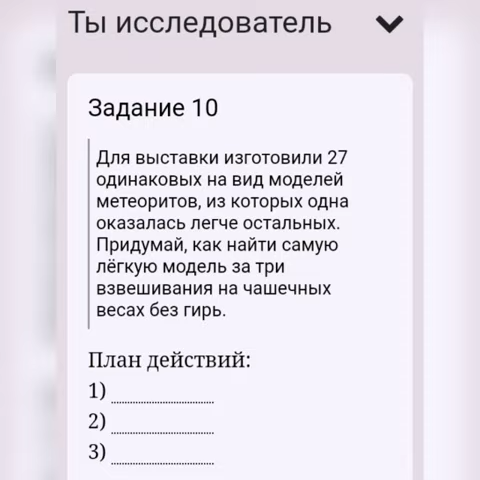 Ты исследователь
Задание 10
Для выставки изготовили 27
одинаковых на вид моделей
метеоритов, из которых одна
оказалась легче остальных.
Придумай, как найти самую
лёгкую модель за три
взвешивания на чашечных
весах без гирь.
План действий:
1)
2)
3)